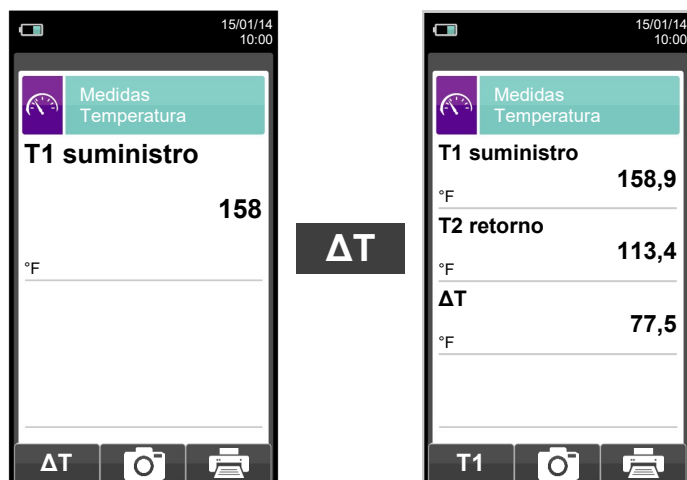 15/01/14
10:00
Medidas
Temperatura
T1 suministro
158
°F
ΔT
ΔT
15/01/14
10:00
Medidas
Temperatura
T1 suministro
158,9
°F
T2 retorno
113,4
°F
ΔT
77,5
°F
T1